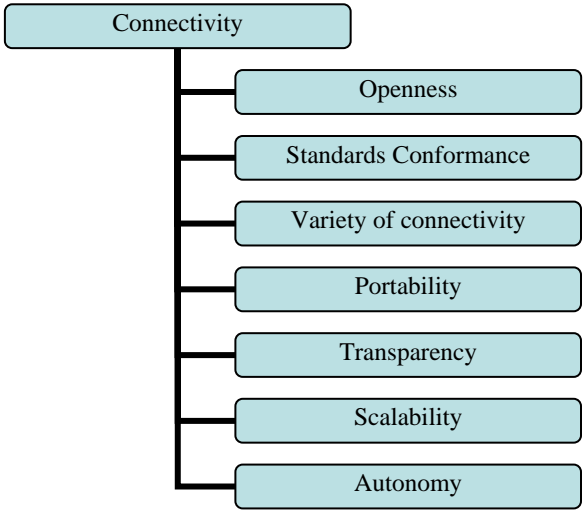 Connectivity
Openness
Standards Conformance
Variety of connectivity
Portability
Transparency
Scalability
Autonomy